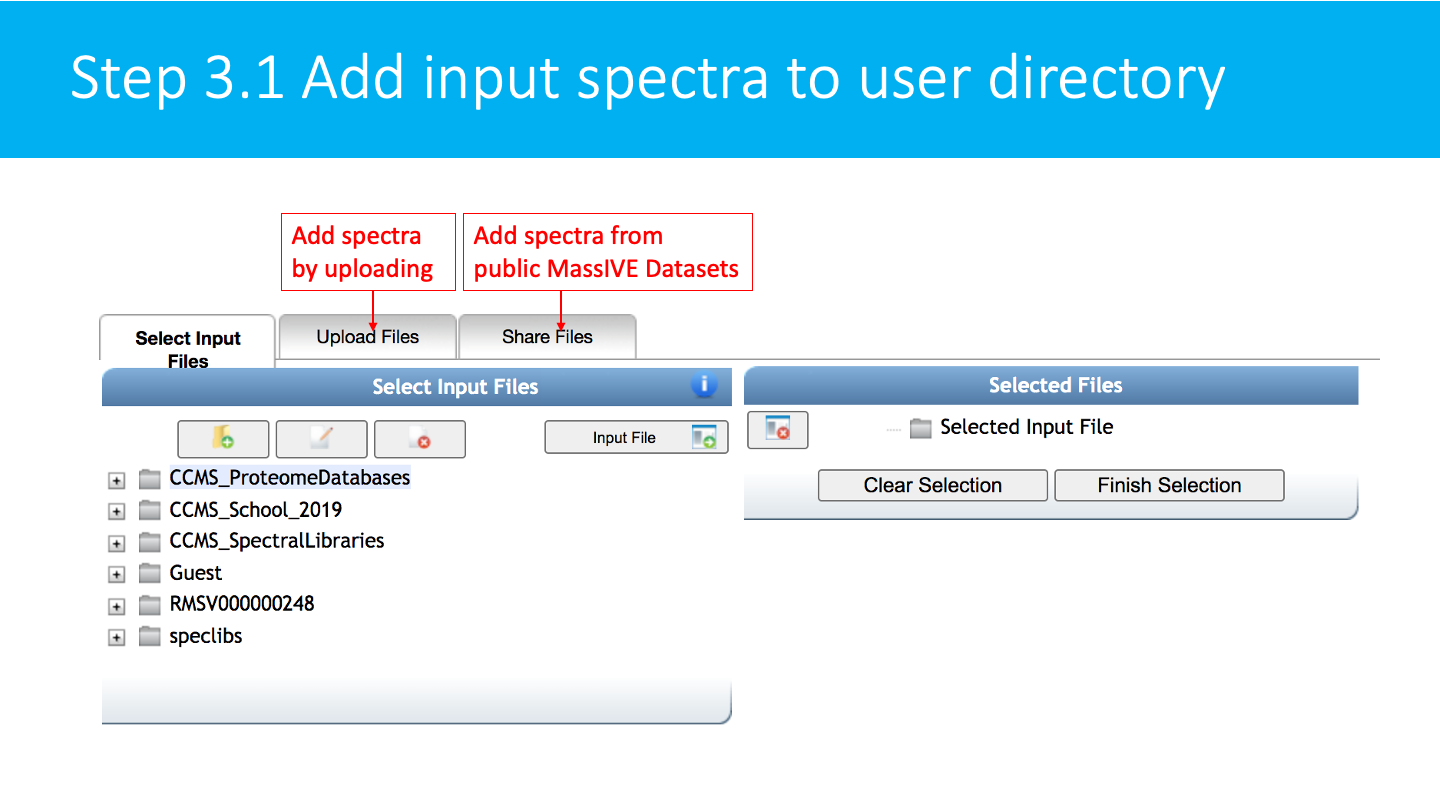 Step 3.1 Add input spectra to user directory
Add spectra
by uploading
Add spectra from
public MassIVE Datasets
Select Input
Files
Upload Files
Share Files
Select Input Files
i
Selected Files
Input File
Selected Input File
CCMS_ProteomeDatabases
CCMS_School_2019
CCMS_SpectralLibraries
Guest
RMSV000000248
speclibs
Clear Selection
Finish Selection